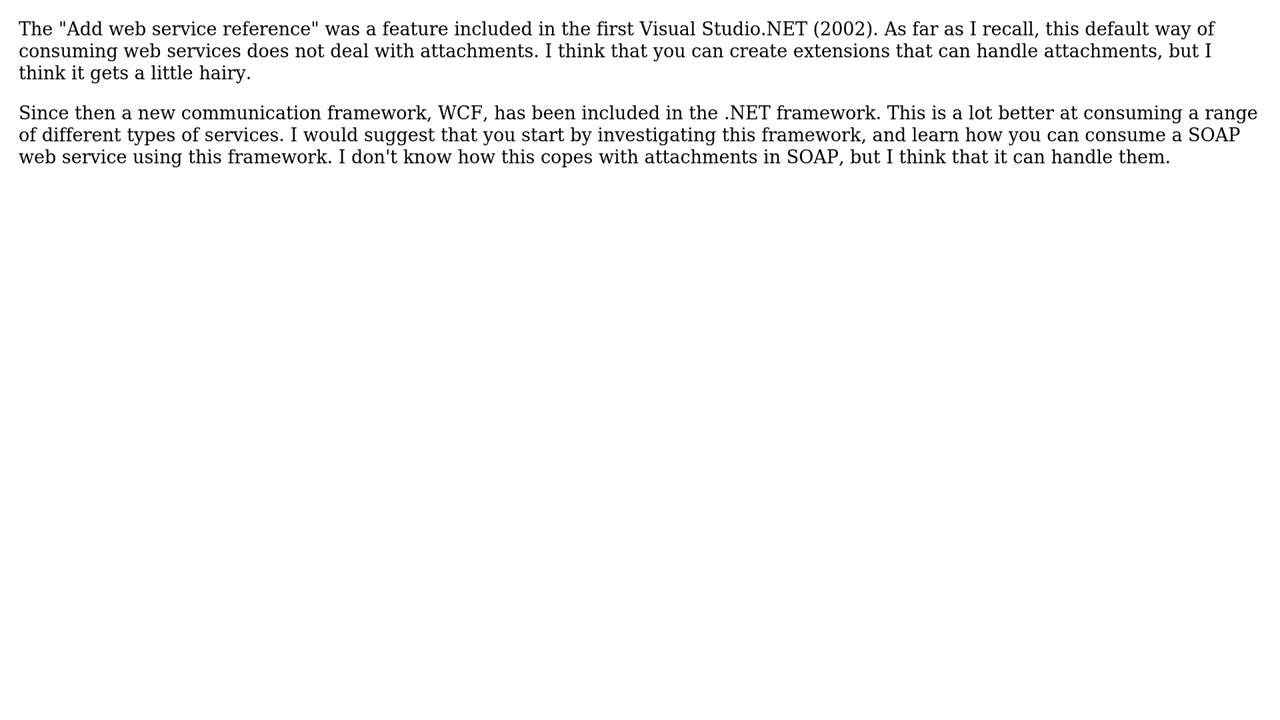 The "Add web service reference" was a feature included in the first Visual Studio.NET (2002). As far as I recall, this default way of
consuming web services does not deal with attachments. I think that you can create extensions that can handle attachments, but I
think it gets a little hairy.
Since then a new communication framework, WCF, has been included in the .NET framework. This is a lot better at consuming a range
of different types of services. I would suggest that you start by investigating this framework, and learn how you can consume a SOAP
web service using this framework. I don't know how this copes with attachments in SOAP, but I think that it can handle them.